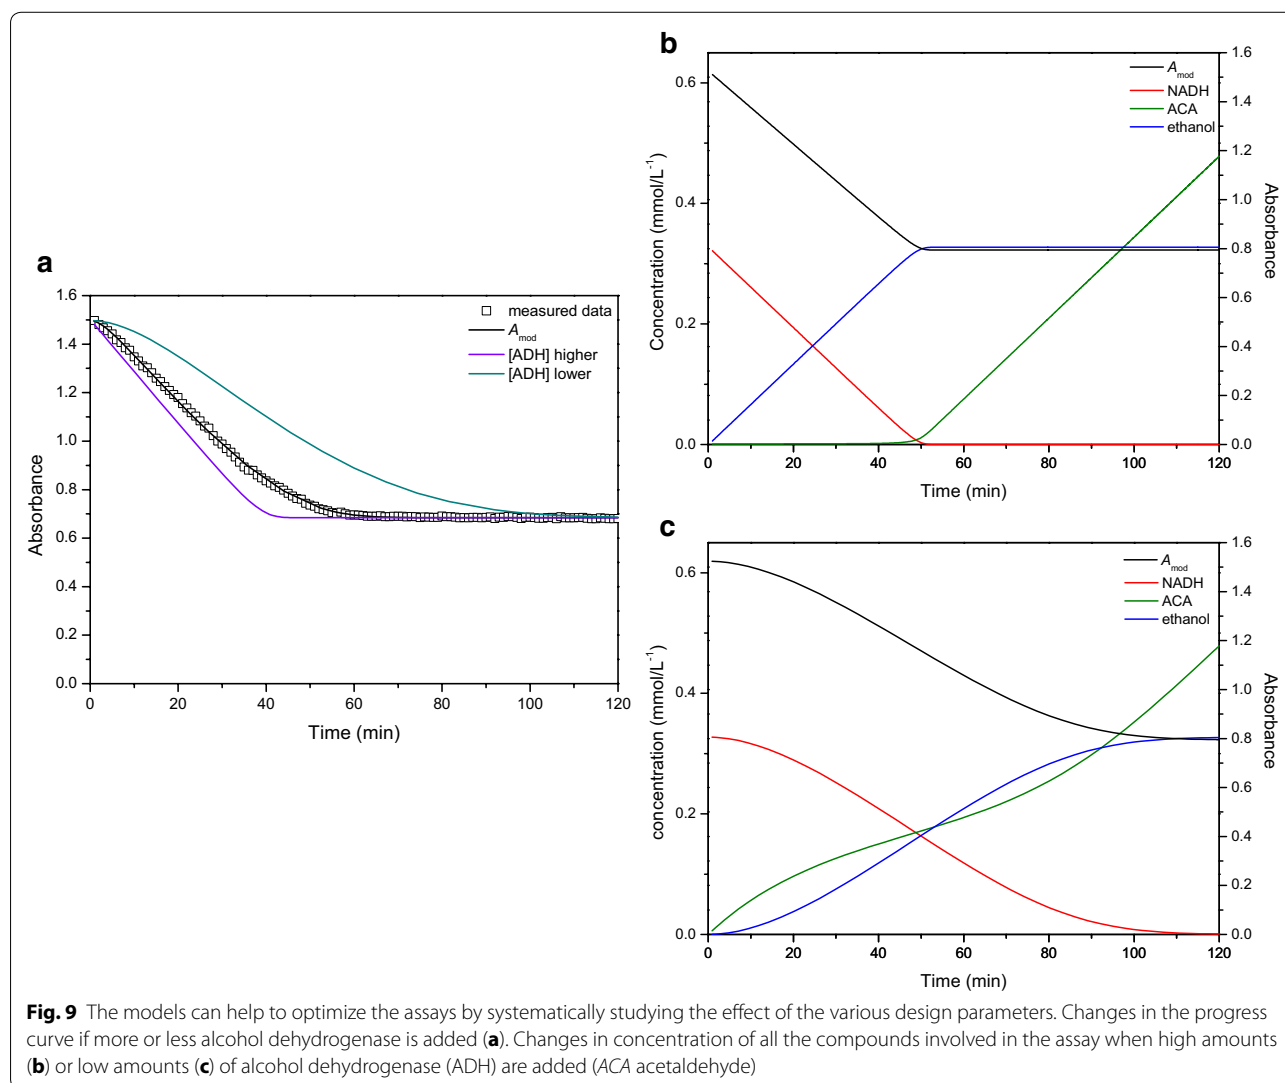 a
1.6
1.4
1.2
1.0
0.8
0.6
0.4
0.2
0.0
Absorbance
0 20 40 60 80 100 120
Time (min)
measured data
Amod
[ADH] higher
[ADH] lower
b
0.6
0.4
0.2
0.0
Concentration (mmol/L-1)
1.6
1.4
1.2
1.0
0.8
0.6
0.4
0.2
0.0
Absorbance
0 20 40 60 80 100 120
Time (min)
Amod
NADH
ACA
ethanol
c
0.6
0.4
0.2
0.0
concentration (mmol/L-1)
1.6
1.4
1.2
1.0
0.8
0.6
0.4
0.2
0.0
Absorbance
0 20 40 60 80 100 120
Time (min)
Amod
NADH
ACA
ethanol
Fig. 9 The models can help to optimize the assays by systematically studying the effect of the various design parameters. Changes in the progress
curve if more or less alcohol dehydrogenase is added (a). Changes in concentration of all the compounds involved in the assay when high amounts
(b) or low amounts (c) of alcohol dehydrogenase (ADH) are added (ACA acetaldehyde)